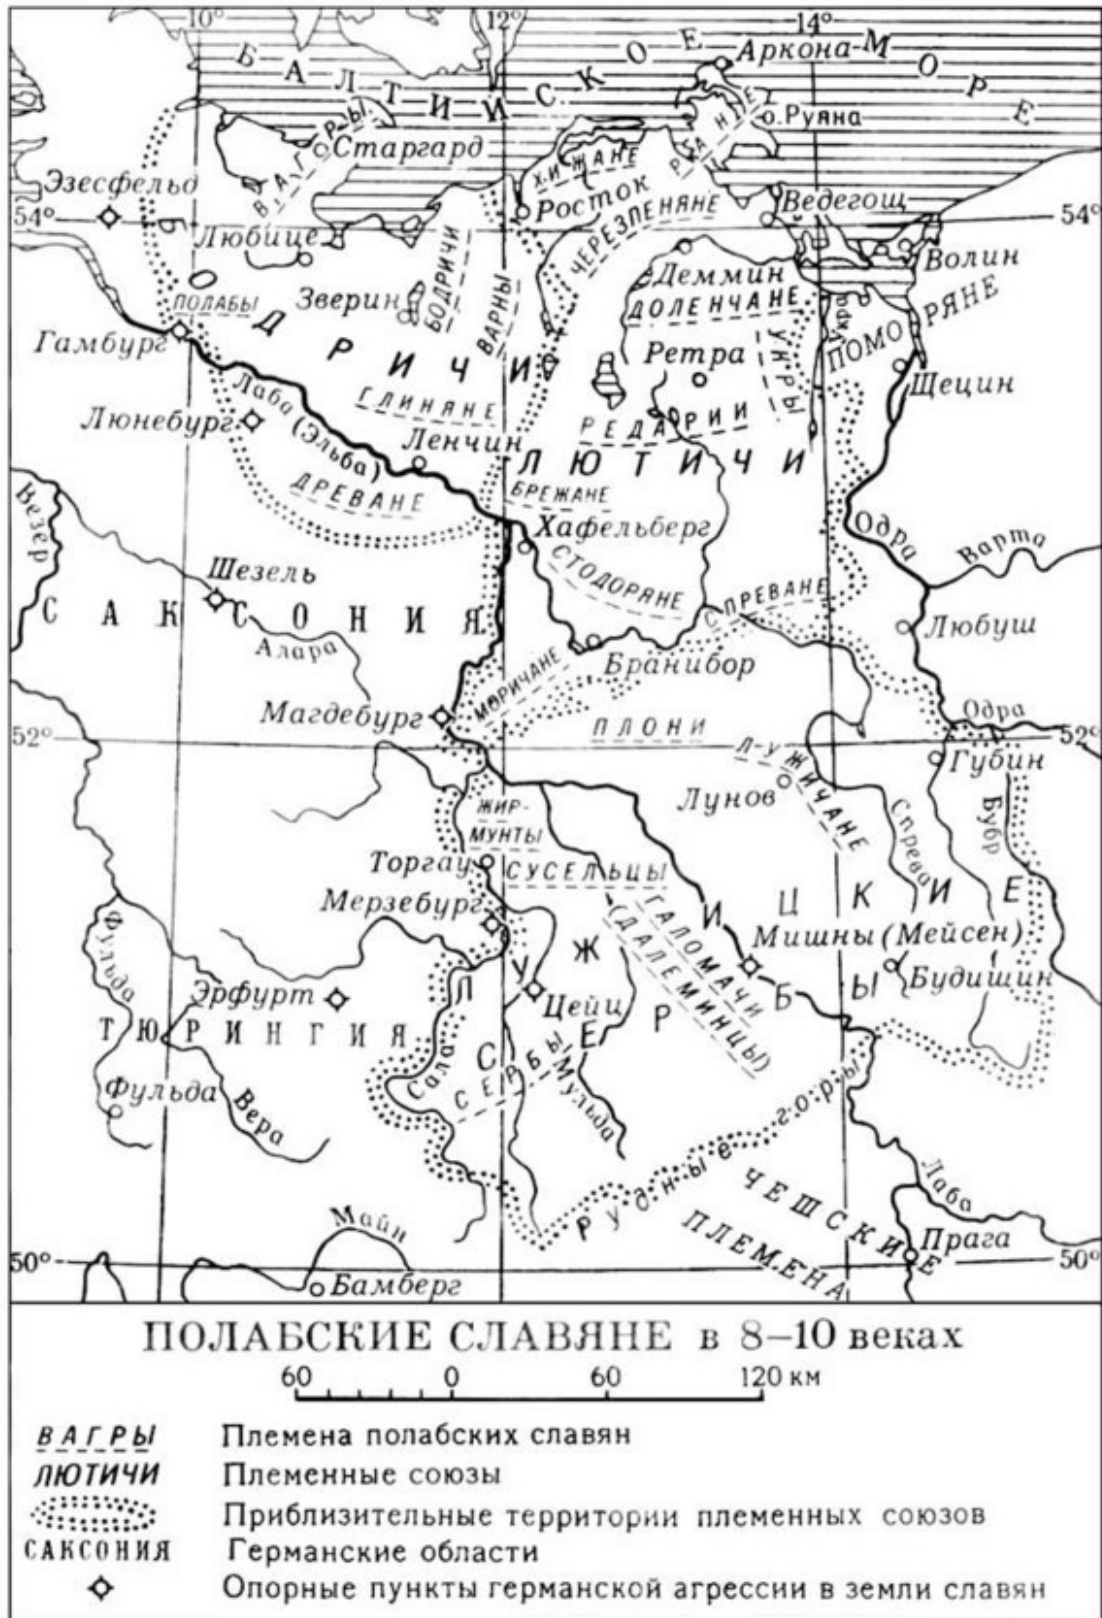 10°
12°
14°
БАЛТИЙСКОЕ МОРЕ
Аркона
РАНЕ
о.Руяна
ВАГРЫ
Старгард
ХИЖАНЕ
Эзесфельд
Росток
Ведегощ
54°
54°
ЧЕРЕЗПЕНЯНЕ
Любице
БОДРИЧИ
Деммин
Волин
Зверин
ВАРНЫ
ДОЛЕНЧАНЕ
ПОЛАБЫ
БОДРИЧИ
УКРЫ
Укра
ПОМОРЯНЕ
Гамбург
Ретра
Щецин
Лаба (Эльба)
ГЛИНЯНЕ
Люнебург
Ленчин
РЕДАРИИ
ЛЮТИЧИ
ДРЕВАНЕ
БРЕЖАНЕ
Везер
Хафельберг
Одра
Варта
Шезель
СТОДОРЯНЕ
СПРЕВАНЕ
САКСОНИЯ
Алара
Любуш
Бранибор
МОРИЧАНЕ
Магдебург
ПЛОНИ
Одра
52°
52°
ЛУЖИЧАНЕ
Губин
Лунов
ЖИР-
МУНТЫ
Спрева
Бубр
Торгау
СУСЕЛЬЦЫ
ЛУЖИЦКИЕ
Мерзебург
ГАЛОМАЧИ
(ДАЛЕМИНЦЫ)
Мишны (Мейсен)
Фульда
Будишин
Эрфурт
Цейц
СЕРБЫ
ТЮРИНГИЯ
Сала
СЕРБЫ
Мульда
Фульда
Вера
Рудные горы
Лаба
ЧЕШСКИЕ
ПЛЕМЕНА
Майн
Прага
50°
50°
Бамберг
ПОЛАБСКИЕ СЛАВЯНЕ в 8–10 веках
60 0 60 120 км
ВАГРЫ Племена полабских славян
ЛЮТИЧИ Племенные союзы
Приблизительные территории племенных союзов
САКСОНИЯ Германские области
Опорные пункты германской агрессии в земли славян